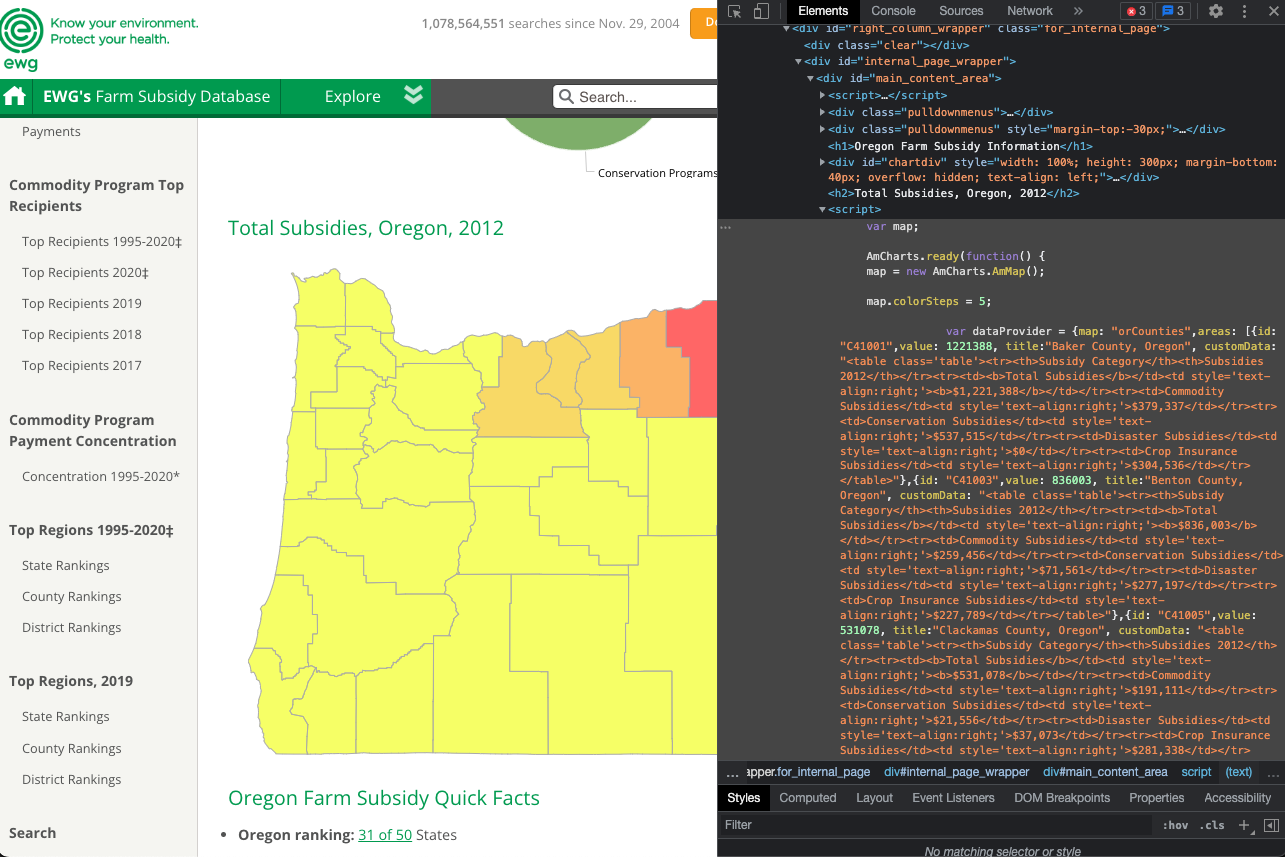 Know your environment.
Protect your health.
ewg
1,078,564,551 searches since Nov. 29, 2004
EWG's Farm Subsidy Database
Explore
Search...
Payments
Commodity Program Top
Recipients
Top Recipients 1995-2020‡
Top Recipients 2020‡
Top Recipients 2019
Top Recipients 2018
Top Recipients 2017
Commodity Program
Payment Concentration
Concentration 1995-2020*
Top Regions 1995-2020‡
State Rankings
County Rankings
District Rankings
Top Regions, 2019
State Rankings
County Rankings
District Rankings
Search
Conservation Programs
Total Subsidies, Oregon, 2012
Oregon Farm Subsidy Quick Facts
• Oregon ranking: 31 of 50 States
Elements Console Sources Network » 3 3
▼<div id="right_column_wrapper" class="for_internal_page">
<div class="clear"></div>
▼<div id="internal_page_wrapper">
▼<div id="main_content_area">
▶<script>…</script>
▶<div class="pulldownmenus">…</div>
▶<div class="pulldownmenus" style="margin-top:-30px;">…</div>
<h1>Oregon Farm Subsidy Information</h1>
▶<div id="chartdiv" style="width: 100%; height: 300px; margin-bottom:
40px; overflow: hidden; text-align: left;">…</div>
<h2>Total Subsidies, Oregon, 2012</h2>
▼<script>
… var map;
AmCharts.ready(function() {
map = new AmCharts.AmMap();
map.colorSteps = 5;
var dataProvider = {map: "orCounties",areas: [{id:
"C41001",value: 1221388, title:"Baker County, Oregon", customData:
"<table class='table'><tr><th>Subsidy Category</th><th>Subsidies
2012</th></tr><tr><td><b>Total Subsidies</b></td><td style='text-
align:right;'><b>$1,221,388</b></td></tr><tr><td>Commodity
Subsidies</td><td style='text-align:right;'>$379,337</td></tr><tr>
<td>Conservation Subsidies</td><td style='text-
align:right;'>$537,515</td></tr><tr><td>Disaster Subsidies</td><td
style='text-align:right;'>$0</td></tr><tr><td>Crop Insurance
Subsidies</td><td style='text-align:right;'>$304,536</td></tr>
</table>"},{id: "C41003",value: 836003, title:"Benton County,
Oregon", customData: "<table class='table'><tr><th>Subsidy
Category</th><th>Subsidies 2012</th></tr><tr><td><b>Total
Subsidies</b></td><td style='text-align:right;'><b>$836,003</b>
</td></tr><tr><td>Commodity Subsidies</td><td style='text-
align:right;'>$259,456</td></tr><tr><td>Conservation Subsidies</td>
<td style='text-align:right;'>$71,561</td></tr><tr><td>Disaster
Subsidies</td><td style='text-align:right;'>$277,197</td></tr><tr>
<td>Crop Insurance Subsidies</td><td style='text-
align:right;'>$227,789</td></tr></table>"},{id: "C41005",value:
531078, title:"Clackamas County, Oregon", customData: "<table
class='table'><tr><th>Subsidy Category</th><th>Subsidies 2012</th>
</tr><tr><td><b>Total Subsidies</b></td><td style='text-
align:right;'><b>$531,078</b></td></tr><tr><td>Commodity
Subsidies</td><td style='text-align:right;'>$191,111</td></tr><tr>
<td>Conservation Subsidies</td><td style='text-
align:right;'>$21,556</td></tr><tr><td>Disaster Subsidies</td><td
style='text-align:right;'>$37,073</td></tr><tr><td>Crop Insurance
Subsidies</td><td style='text-align:right;'>$281,338</td></tr>
… apper.for_internal_page div#internal_page_wrapper div#main_content_area script (text) …
Styles Computed Layout Event Listeners DOM Breakpoints Properties Accessibility
Filter :hov .cls +
No matching selector or style